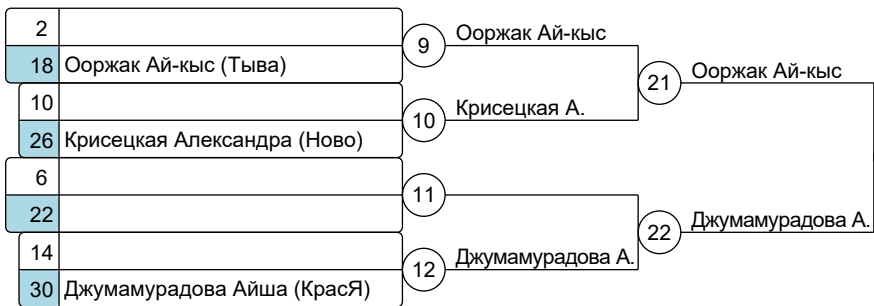 2
18 Ооржак Ай-кыс (Тыва)
10
26 Крисецкая Александра (Ново)
6
22
14
30 Джумамурадова Айша (КрасЯ)
9
Ооржак Ай-кыс
10
Крисецкая А.
11
12
Джумамурадова А.
21
Ооржак Ай-кыс
22
Джумамурадова А.